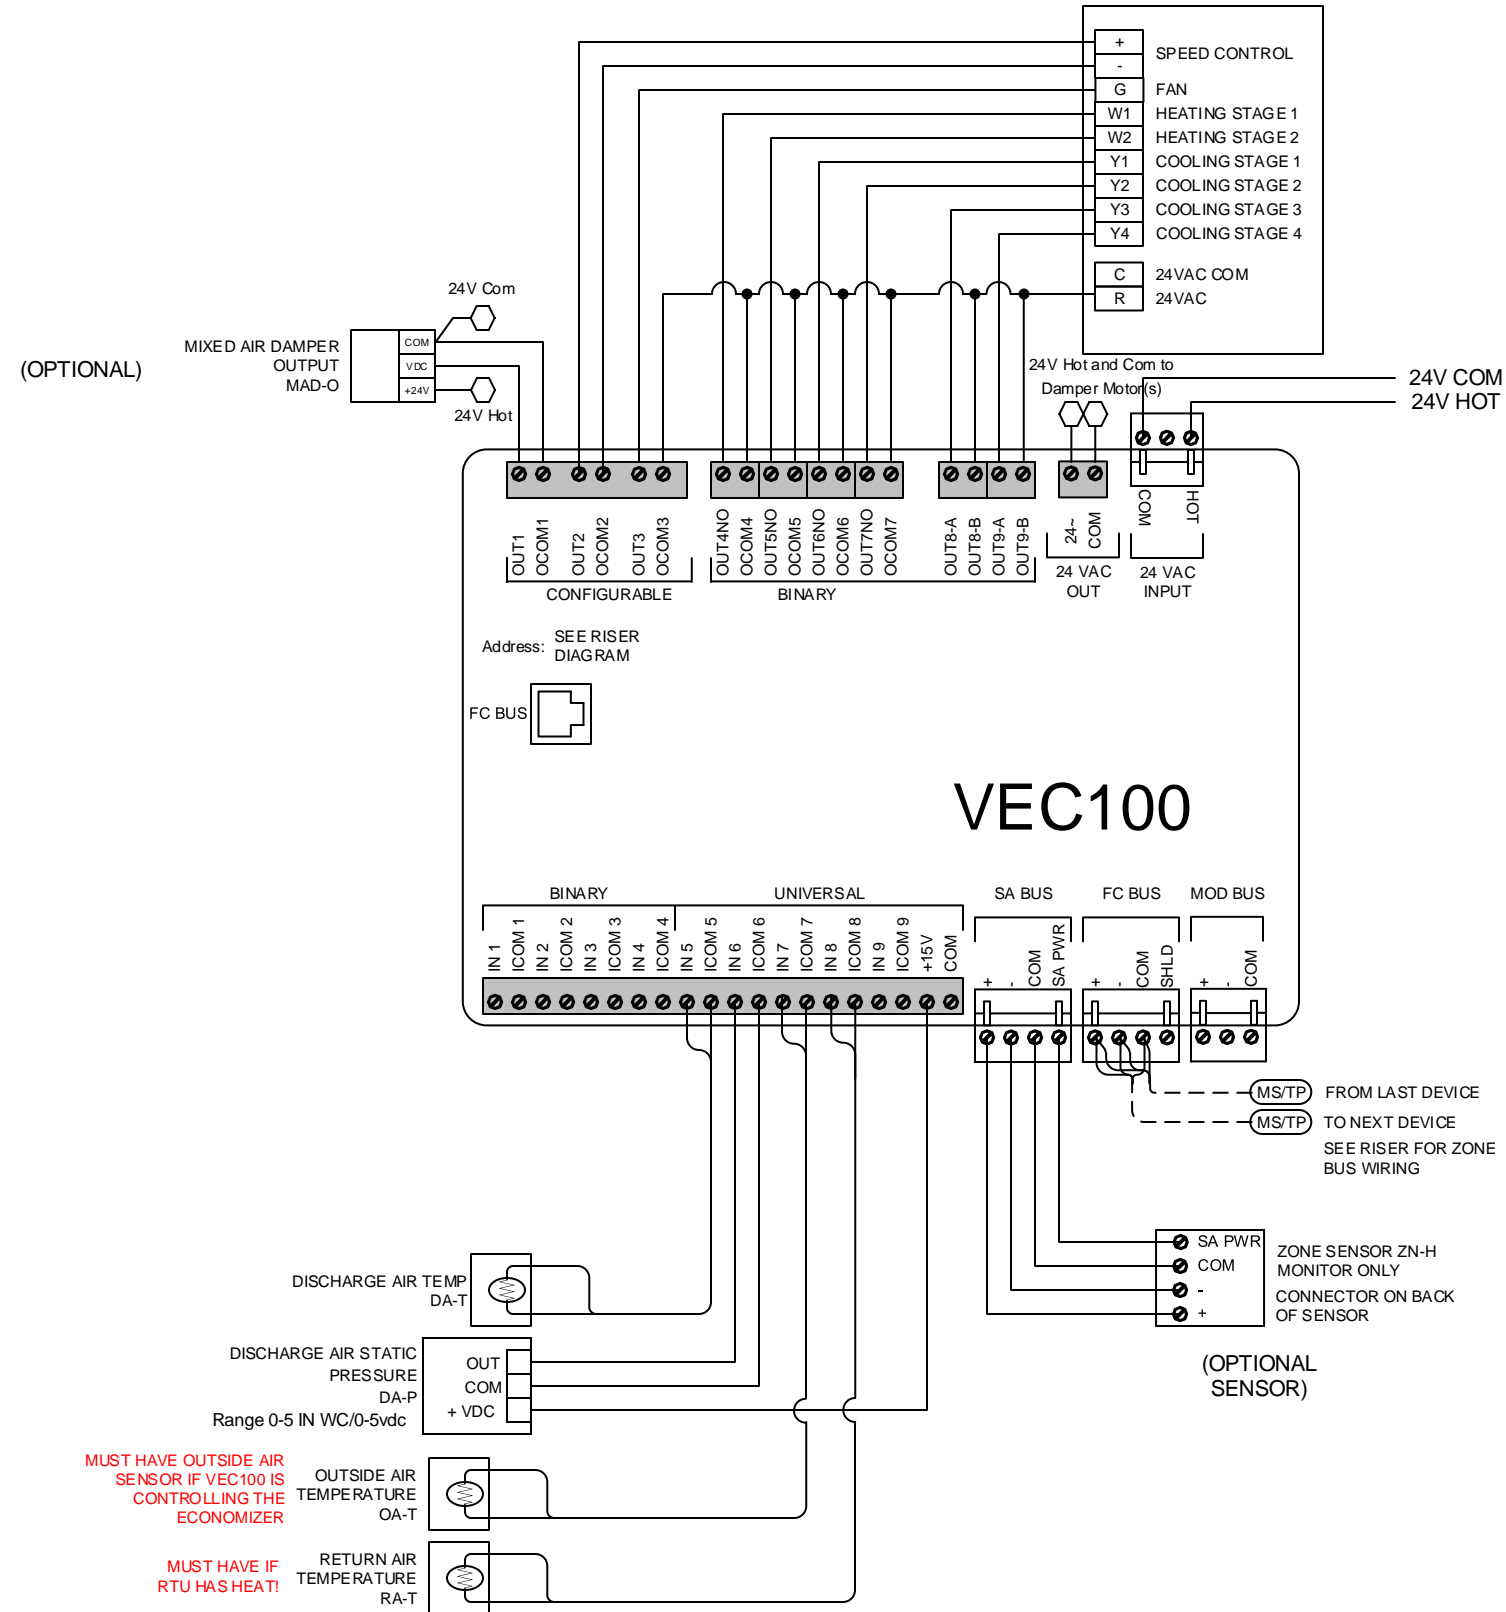 +
SPEED CONTROL
-
G FAN
W1 HEATING STAGE 1
W2 HEATING STAGE 2
Y1 COOLING STAGE 1
Y2 COOLING STAGE 2
Y3 COOLING STAGE 3
Y4 COOLING STAGE 4
C 24VAC COM
R 24VAC
24V Com
(OPTIONAL)
MIXED AIR DAMPER
OUTPUT
MAD-O
COM
VDC
+24V
24V Hot
24V Hot and Com to
Damper Motor(s)
24V COM
24V HOT
OUT1
OCOM1
OUT2
OCOM2
OUT3
OCOM3
CONFIGURABLE
OUT4NO
OCOM4
OUT5NO
OCOM5
OUT6NO
OCOM6
OUT7NO
OCOM7
OUT8-A
OUT8-B
OUT9-A
OUT9-B
BINARY
24~
COM
24 VAC
OUT
COM
HOT
24 VAC
INPUT
Address:
SEE RISER
DIAGRAM
FC BUS
VEC100
BINARY
UNIVERSAL
SA BUS
FC BUS
MOD BUS
IN 1
ICOM 1
IN 2
ICOM 2
IN 3
ICOM 3
IN 4
ICOM 4
IN 5
ICOM 5
IN 6
ICOM 6
IN 7
ICOM 7
IN 8
ICOM 8
IN 9
ICOM 9
+15V
COM
+
-
COM
SA PWR
+
-
COM
SHLD
+
-
COM
MS/TP FROM LAST DEVICE
MS/TP TO NEXT DEVICE
SEE RISER FOR ZONE
BUS WIRING
SA PWR
COM
-
+
ZONE SENSOR ZN-H
MONITOR ONLY
CONNECTOR ON BACK
OF SENSOR
(OPTIONAL
SENSOR)
DISCHARGE AIR TEMP
DA-T
DISCHARGE AIR STATIC
PRESSURE
DA-P
Range 0-5 IN WC/0-5vdc
OUT
COM
+ VDC
MUST HAVE OUTSIDE AIR
SENSOR IF VEC100 IS
CONTROLLING THE
ECONOMIZER
OUTSIDE AIR
TEMPERATURE
OA-T
MUST HAVE IF
RTU HAS HEAT!
RETURN AIR
TEMPERATURE
RA-T